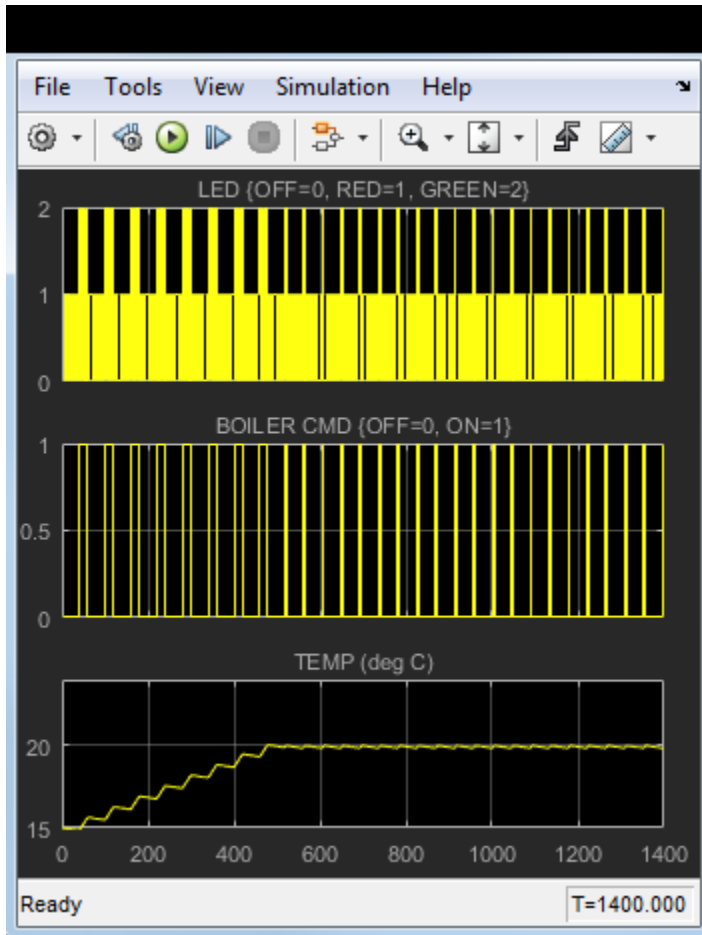 File Tools View Simulation Help
LED {OFF=0, RED=1, GREEN=2}
2
1
0
BOILER CMD {OFF=0, ON=1}
1
0.5
0
TEMP (deg C)
20
15
0 200 400 600 800 1000 1200 1400
Ready T=1400.000